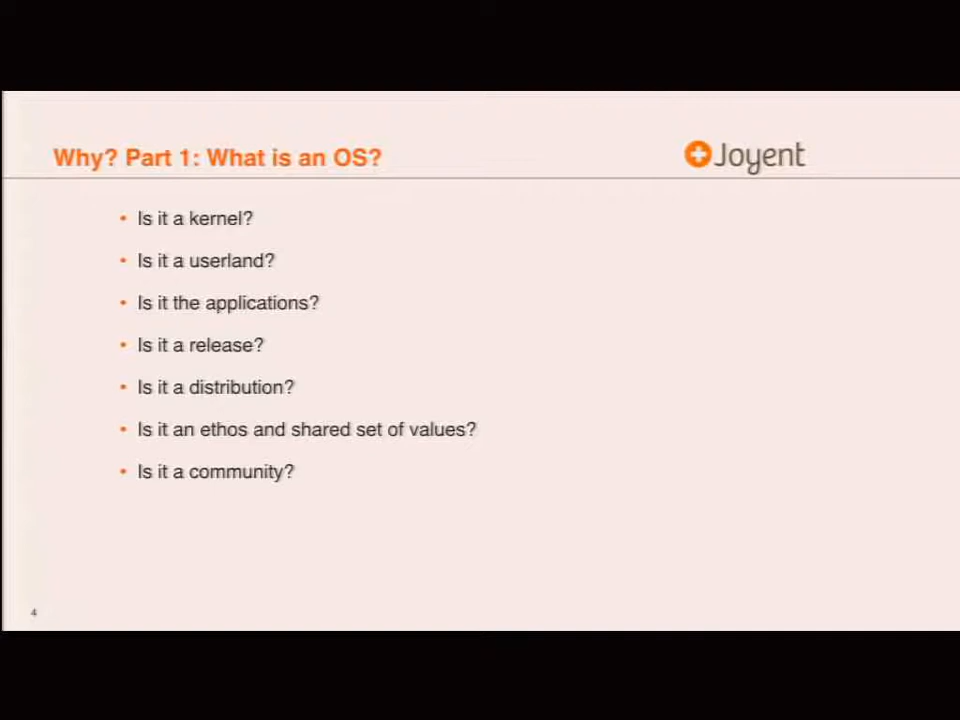 Why? Part 1: What is an OS?
Joyent
• Is it a kernel?
• Is it a userland?
• Is it the applications?
• Is it a release?
• Is it a distribution?
• Is it an ethos and shared set of values?
• Is it a community?
4